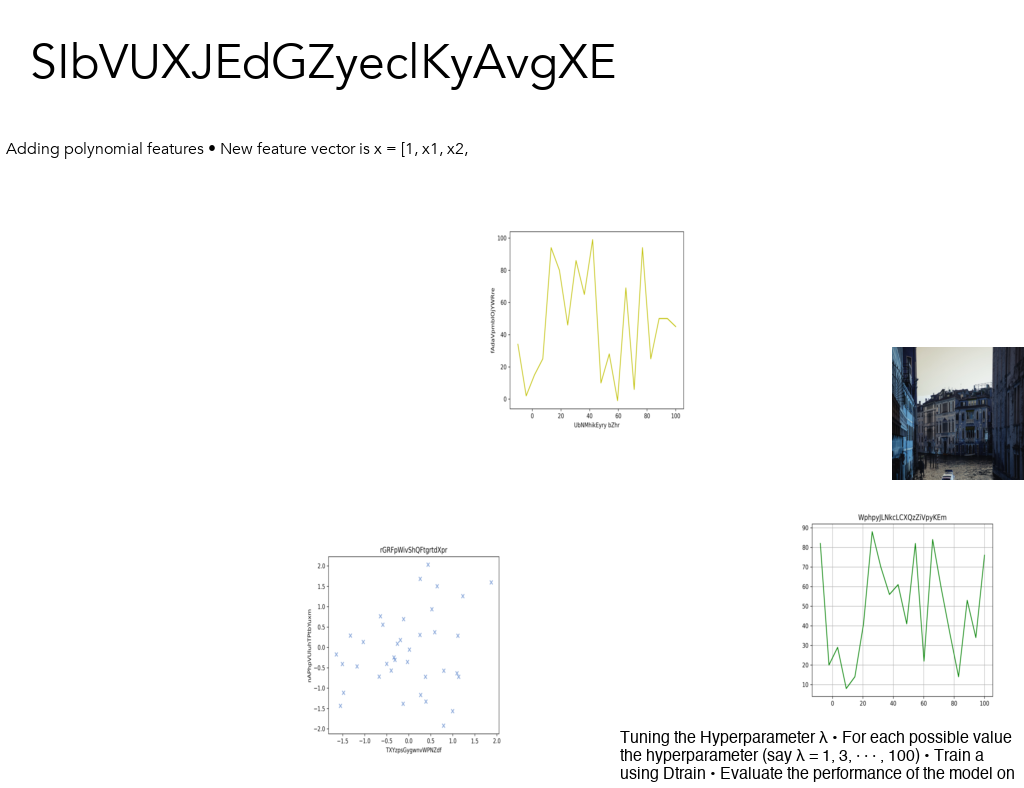 SIbVUXJEdGZyeclKyAvgXE
Adding polynomial features • New feature vector is x = [1, x1, x2,
100
80
60
40
20
0
0 20 40 60 80 100
UbNMhikEyry bZhr
WphpyJLNkcLCXQzZiVpyKEm
90
80
70
60
50
40
30
20
10
0 20 40 60 80 100
rGRFpWivShQFtgrtdXpr
2.0
1.5
1.0
0.5
0.0
−0.5
−1.0
−1.5
−2.0
−1.5 −1.0 −0.5 0.0 0.5 1.0 1.5 2.0
Tuning the Hyperparameter λ • For each possible value
the hyperparameter (say λ = 1, 3, · · · , 100) • Train a
using Dtrain • Evaluate the performance of the model on